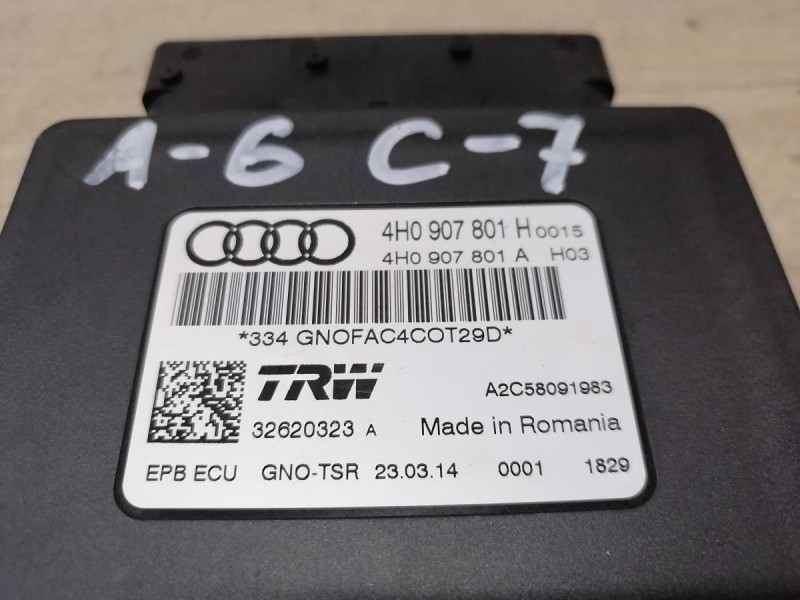 A-6 C-7
4H0 907 801 H 0015
4H0 907 801 A H03
*334 GNOFAC4COT29D*
TRW A2C58091983
32620323 A Made in Romania
EPB ECU GNO-TSR 23.03.14 0001 1829